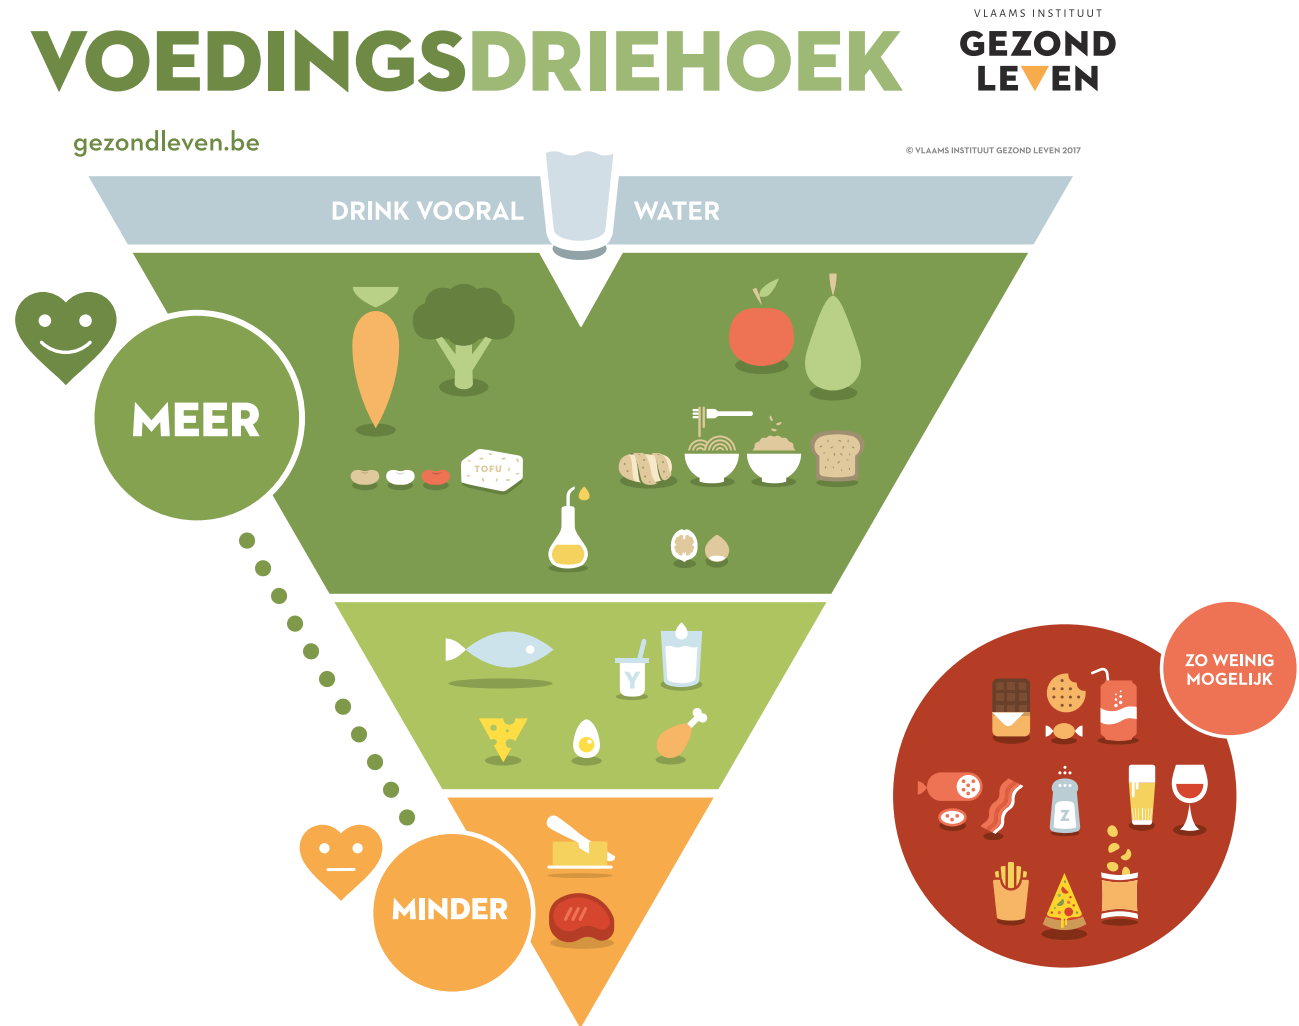 VLAAMS INSTITUUT
GEZOND
LEVEN
VOEDINGSDRIEHOEK
gezondleven.be
© VLAAMS INSTITUUT GEZOND LEVEN 2017
DRINK VOORAL WATER
MEER
TOFU
Y
ZO WEINIG
MOGELIJK
Z
MINDER